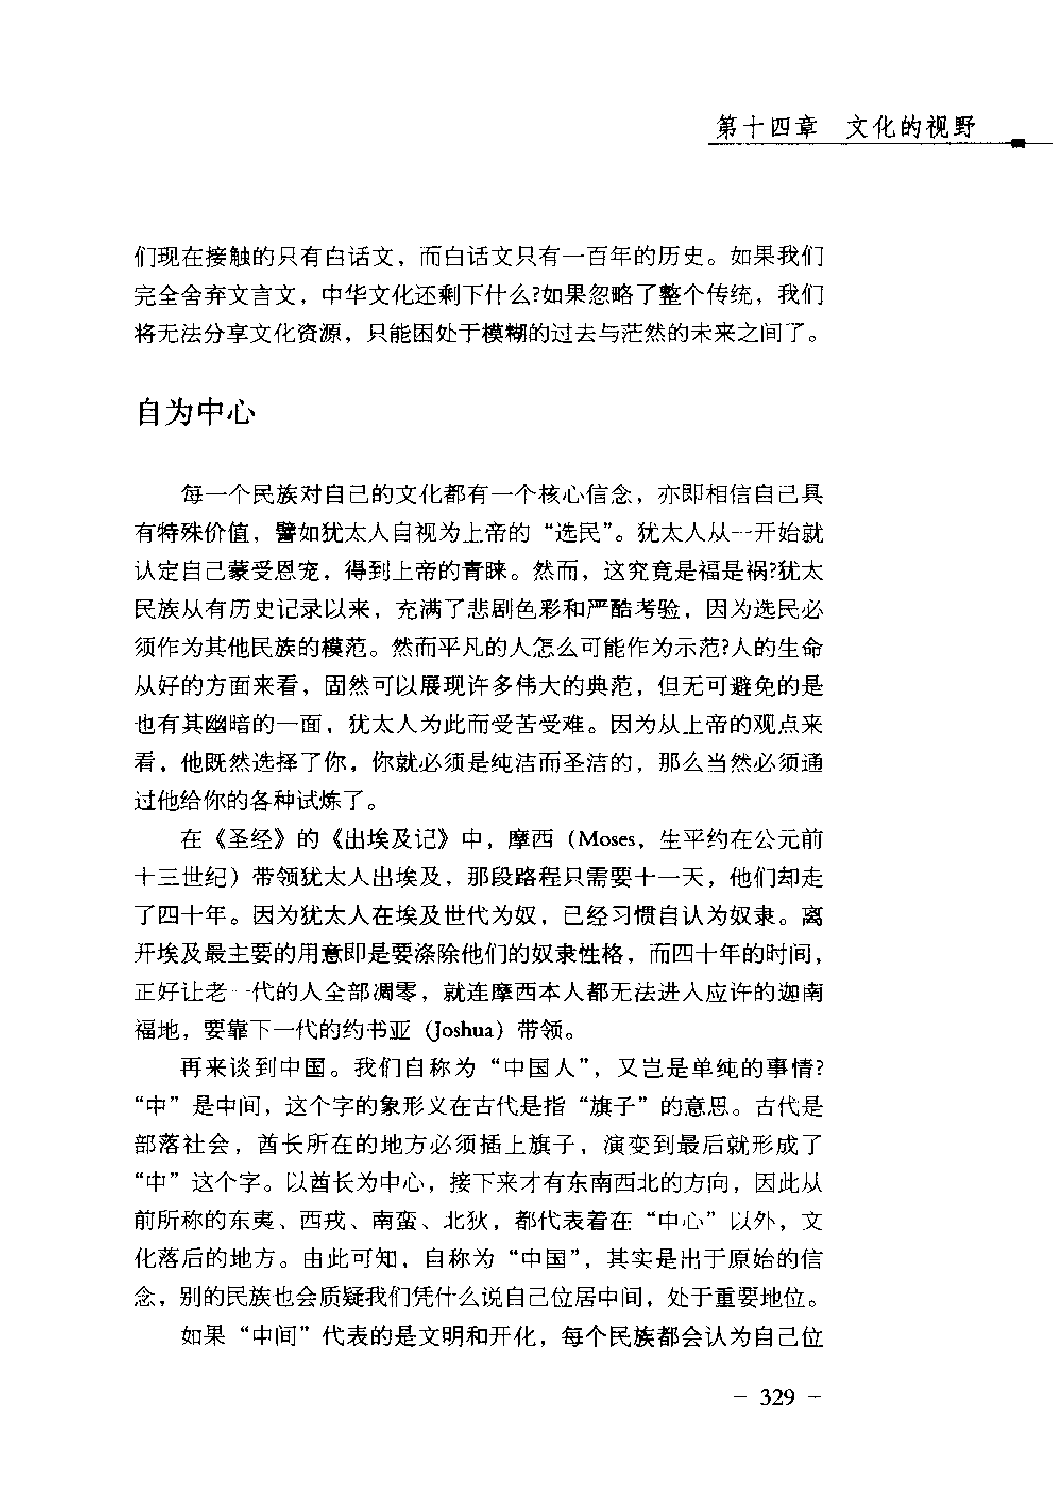 第十四章 文化的视野
们现在接触的只有白话文，而白话文只有一百年的历史。如果我们
完全舍弃文言文，中华文化还剩下什么?如果忽略了整个传统，我们
将无法分享文化资源，只能困处于模糊的过去与茫然的未来之间了。
自为中心
每一个民族对自己的文化都有一个核心信念，亦即相信自己具
有特殊价值，譬如犹太人自视为上帝的“选民”。犹太人从一开始就
认定自己蒙受恩宠，得到上帝的青睐。然而，这究竟是福是祸?犹太
民族从有历史记录以来，充满了悲剧色彩和严酷考验，因为选民必
须作为其他民族的模范。然而平凡的人怎么可能作为示范?人的生命
从好的方面来看，固然可以展现许多伟大的典范，但无可避免的是
也有其幽暗的一面，犹太人为此而受苦受难。因为从上帝的观点来
看，他既然选择了你，你就必须是纯洁而圣洁的，那么当然必须通
过他给你的各种试炼了。
在《圣经》的《出埃及记》中，摩西（Moses，生平约在公元前
十三世纪）带领犹太人出埃及，那段路程只需要十一天，他们却走
了四十年。因为犹太人在埃及世代为奴，已经习惯自认为奴隶。离
开埃及最主要的用意即是要涤除他们的奴隶性格，而四十年的时间，
正好让老一代的人全部凋零，就连摩西本人都无法进入应许的迦南
福地，要靠下一代的约书亚（Joshua）带领。
再来谈到中国。我们自称为“中国人”，又岂是单纯的事情?
“中”是中间，这个字的象形义在古代是指“旗子”的意思。古代是
部落社会，酋长所在的地方必须插上旗子，演变到最后就形成了
“中”这个字。以酋长为中心，接下来才有东南西北的方向，因此从
前所称的东夷、西戎、南蛮、北狄，都代表着在“中心”以外，文
化落后的地方。由此可知，自称为“中国”，其实是出于原始的信
念，别的民族也会质疑我们凭什么说自己位居中间，处于重要地位。
如果“中间”代表的是文明和开化，每个民族都会认为自己位
- 329 -